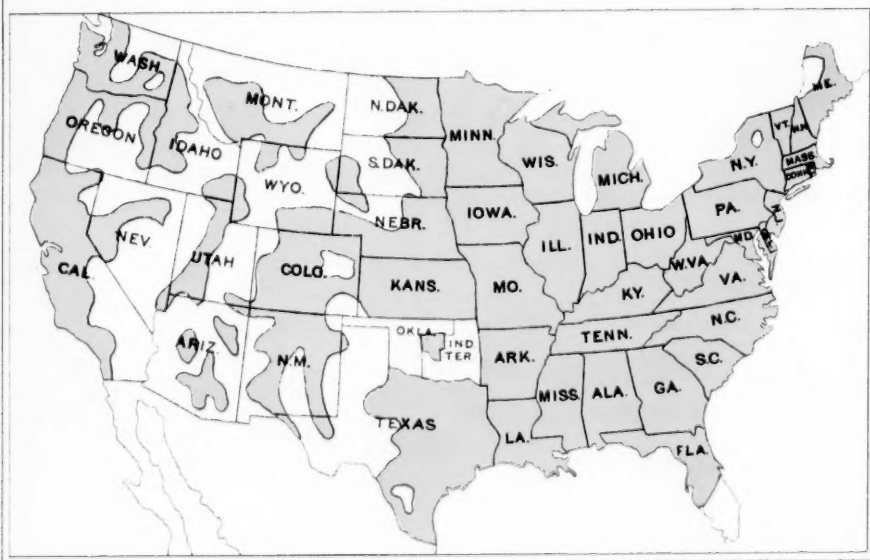 WASH.
MONT.
N.DAK.
MINN.
ME.
OREGON
IDAHO
S.DAK.
WIS.
MICH.
VT.
N.H.
N.Y.
MASS.
CONN.
WYO.
NEBR.
IOWA.
ILL.
IND.
OHIO
PA.
N.J.
NEV.
UTAH
COLO.
KANS.
MO.
KY.
W.VA.
VA.
MD.
DEL.
CAL.
ARIZ.
N.M.
OKLA.
IND
TER
ARK.
TENN.
N.C.
S.C.
TEXAS
LA.
MISS.
ALA.
GA.
FLA.